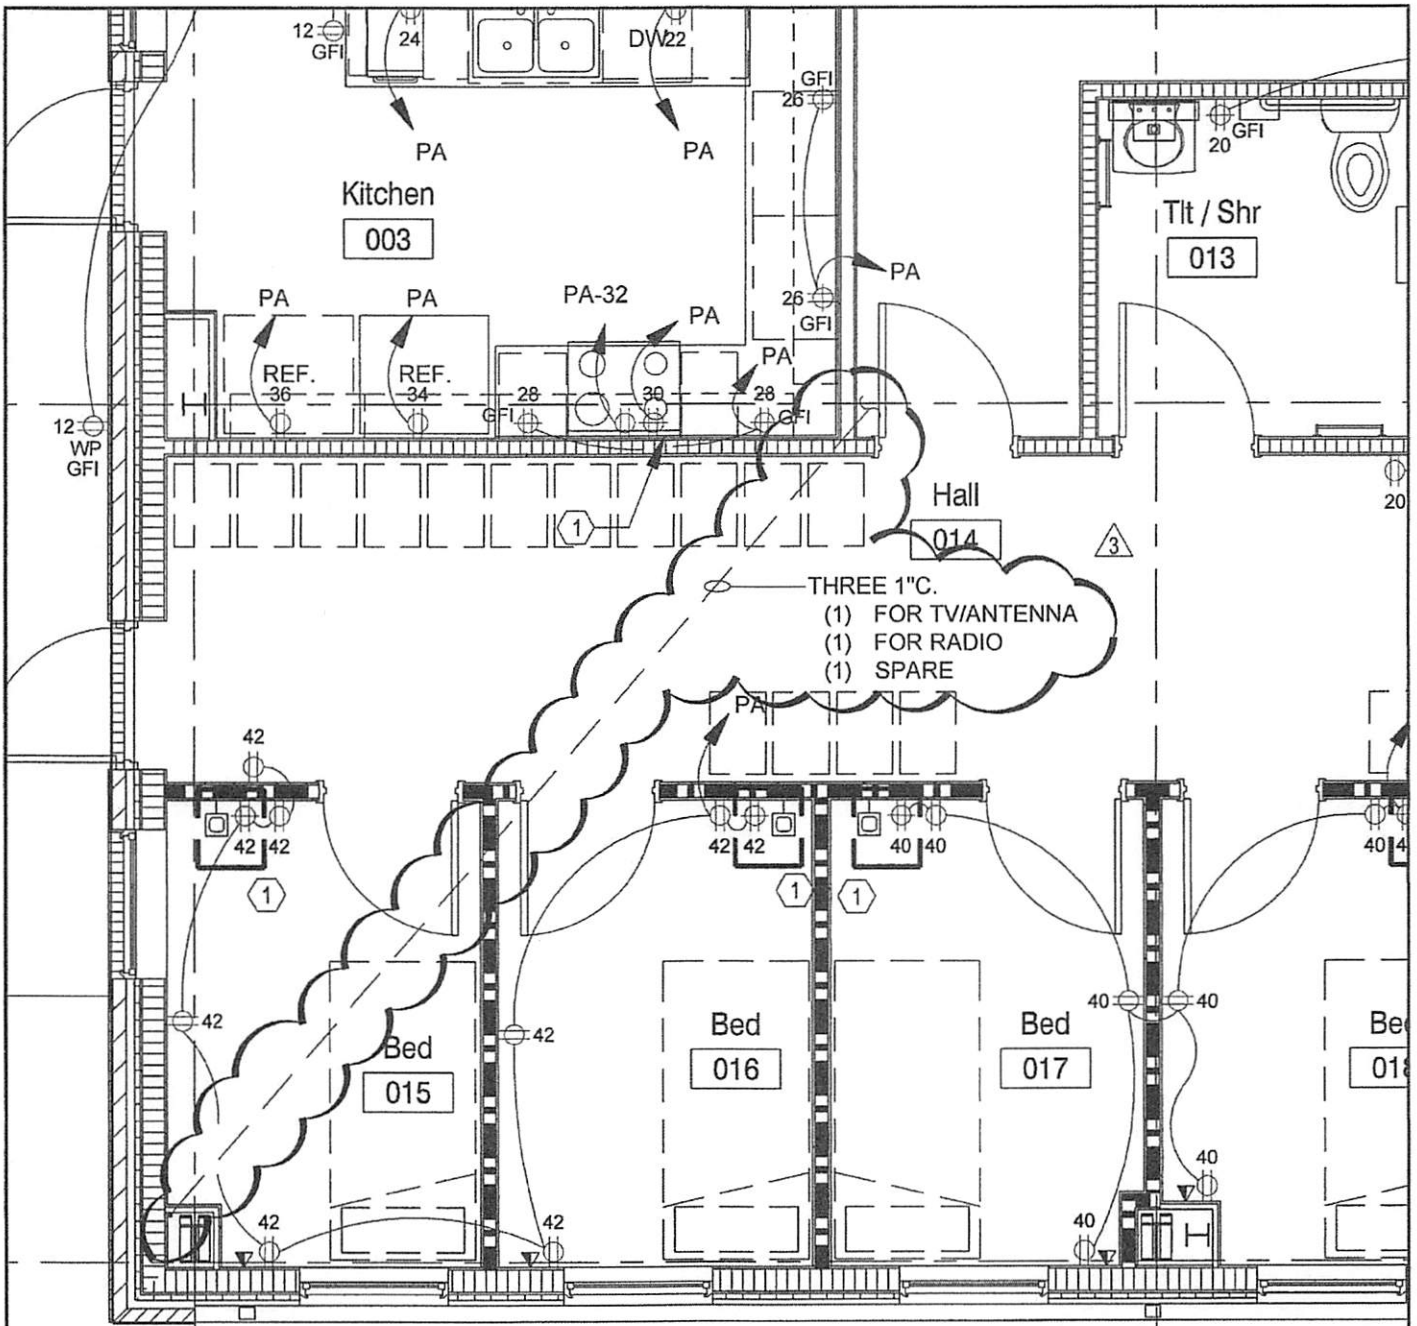 12
GFI
24
DW
22
PA
PA
GFI
26
20
GFI
Kitchen
003
Tlt / Shr
013
PA
26
GFI
PA
PA
PA-32
PA
PA
REF.
36
REF.
34
28
GFI
30
28
GFI
12
WP
GFI
H
20
1
Hall
014
3
THREE 1"C.
(1) FOR TV/ANTENNA
(1) FOR RADIO
(1) SPARE
PA
42
42
42
42
42
40
40
40
1
1
1
42
42
40
40
Bed
015
Bed
016
Bed
017
40
42
42
40
H